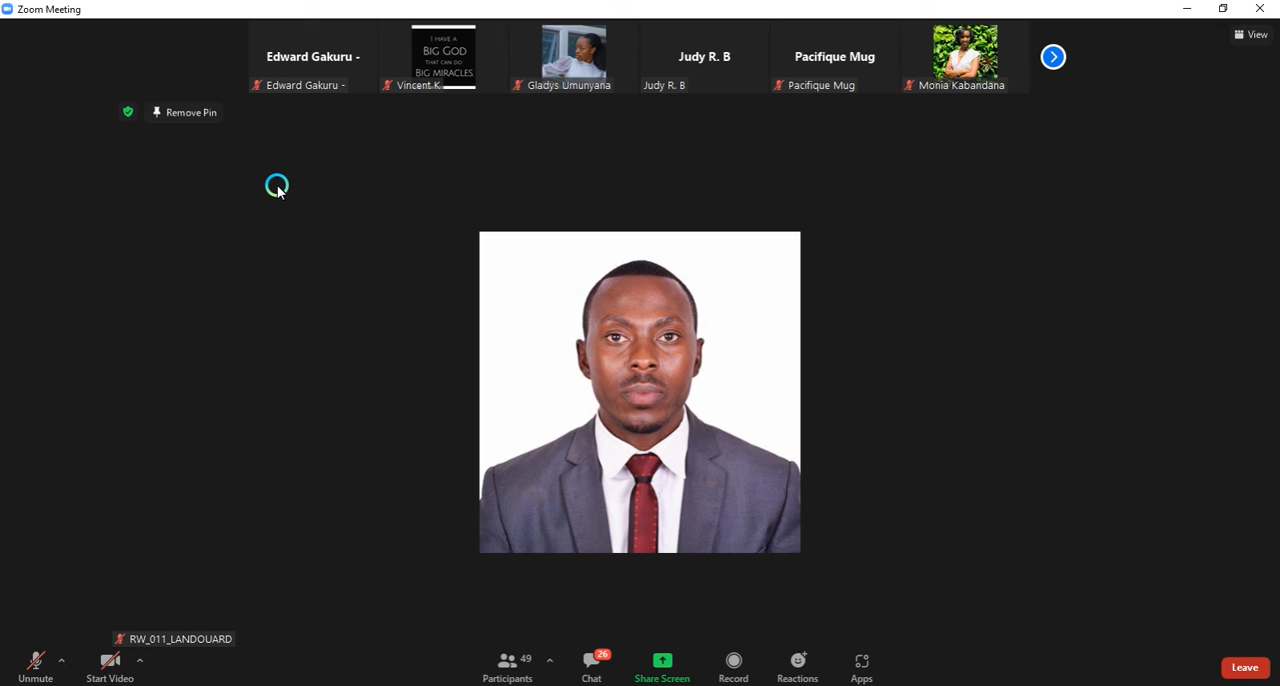 Zoom Meeting
View
Edward Gakuru -
I HAVE A
BIG GOD
THAT CAN DO
BIG MIRACLES
Judy R. B
Pacifique Mug
Edward Gakuru -
Vincent K
Gladys Umunyana
Judy R. B
Pacifique Mug
Monia Kabandana
Remove Pin
RW_011_LANDOUARD
49
26
Unmute
Start Video
Participants
Chat
Share Screen
Record
Reactions
Apps
Leave